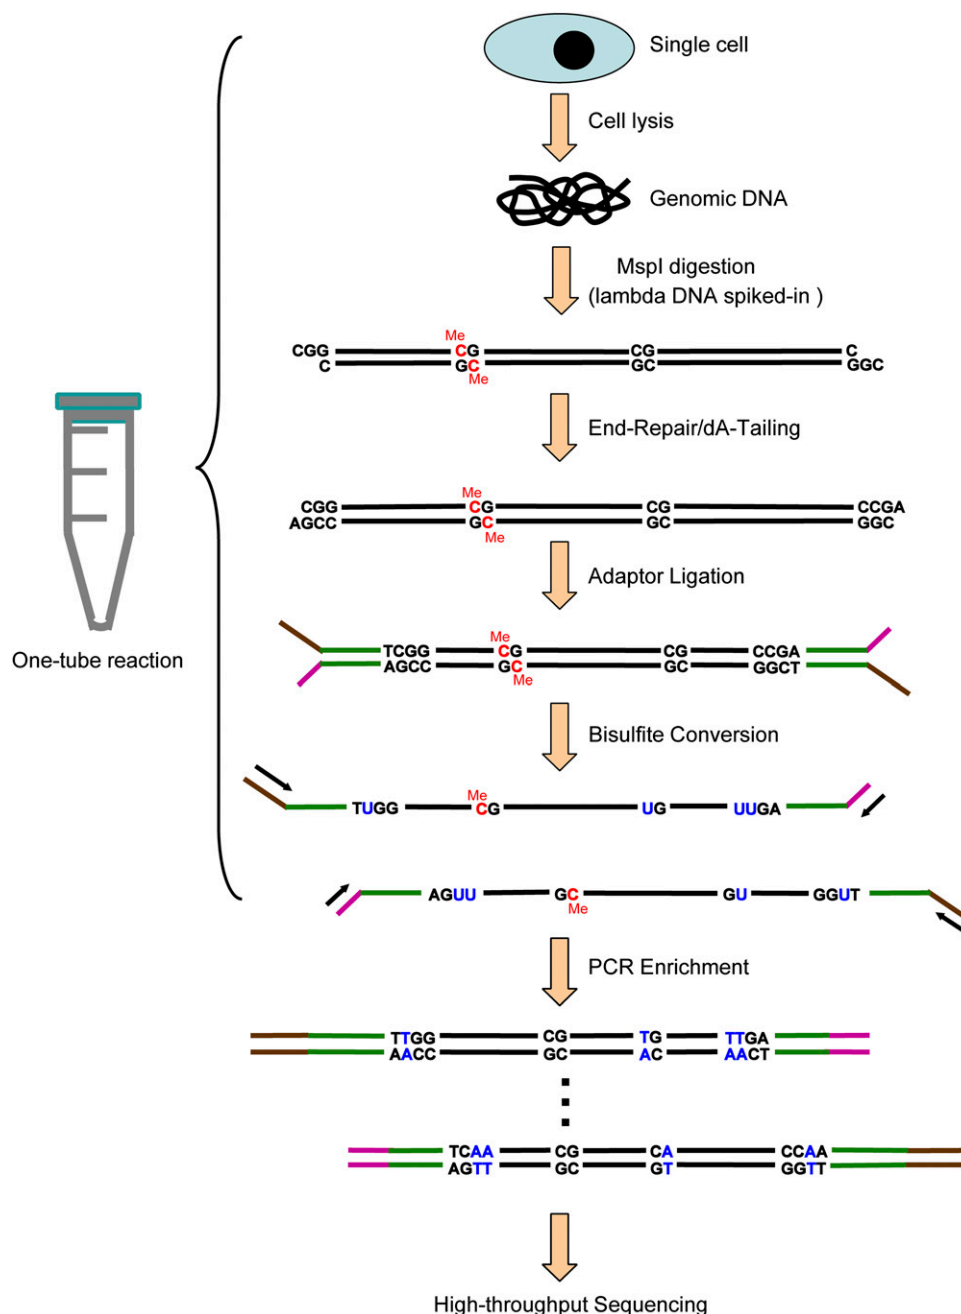 Single cell
Cell lysis
Genomic DNA
MspI digestion
(lambda DNA spiked-in )
Me
CGG CG CG C
C GC GC GGC
Me
End-Repair/dA-Tailing
Me
CGG CG CG CCGA
AGCC GC GC GGC
Me
Adaptor Ligation
One-tube reaction
Me
TCGG CG CG CCGA
AGCC GC GC GGCT
Me
Bisulfite Conversion
Me
TUGG CG UG UUGA
AGUU GC GU GGUT
Me
PCR Enrichment
TTGG CG TG TTGA
AACC GC AC AACT
TCAA CG CA CCAA
AGTT GC GT GGTT
High-throughput Sequencing